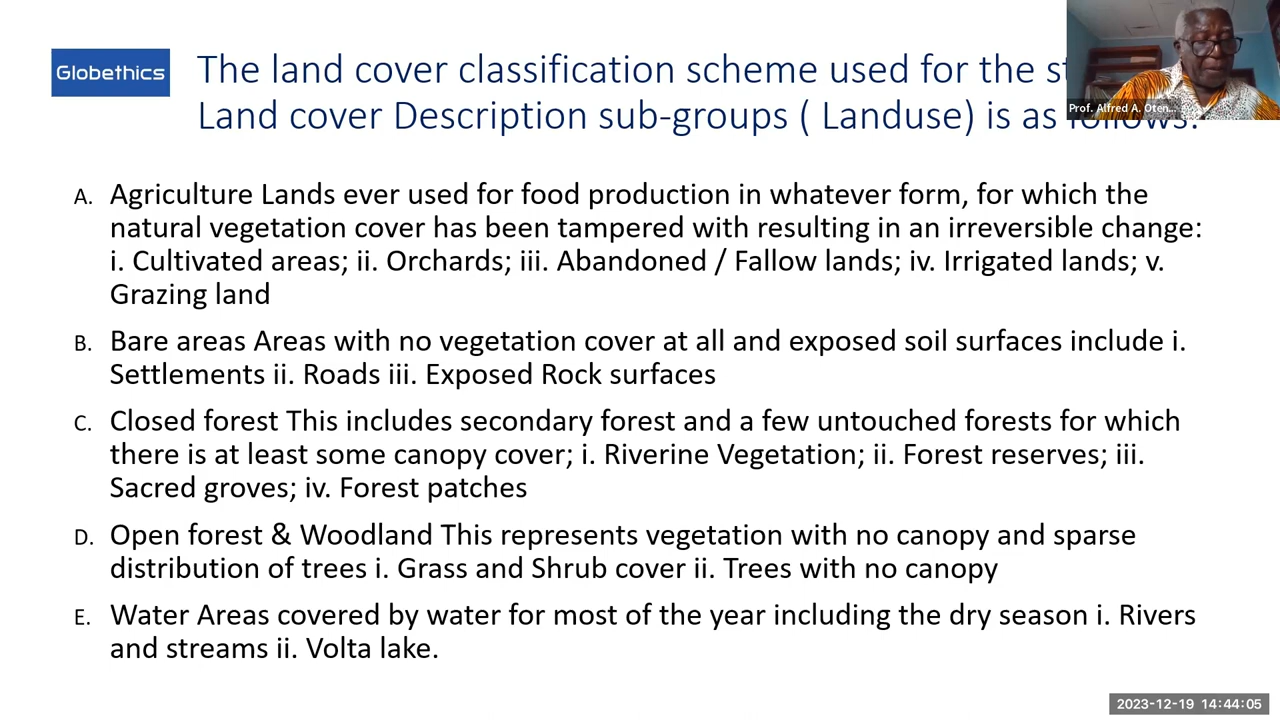 Globethics
The land cover classification scheme used for the
Land cover Description sub-groups ( Landuse) is as follows:
Prof. Alfred A. Oten...
A. Agriculture Lands ever used for food production in whatever form, for which the
natural vegetation cover has been tampered with resulting in an irreversible change:
i. Cultivated areas; ii. Orchards; iii. Abandoned / Fallow lands; iv. Irrigated lands; v.
Grazing land
B. Bare areas Areas with no vegetation cover at all and exposed soil surfaces include i.
Settlements ii. Roads iii. Exposed Rock surfaces
C. Closed forest This includes secondary forest and a few untouched forests for which
there is at least some canopy cover; i. Riverine Vegetation; ii. Forest reserves; iii.
Sacred groves; iv. Forest patches
D. Open forest & Woodland This represents vegetation with no canopy and sparse
distribution of trees i. Grass and Shrub cover ii. Trees with no canopy
E. Water Areas covered by water for most of the year including the dry season i. Rivers
and streams ii. Volta lake.
2023-12-19 14:44:05